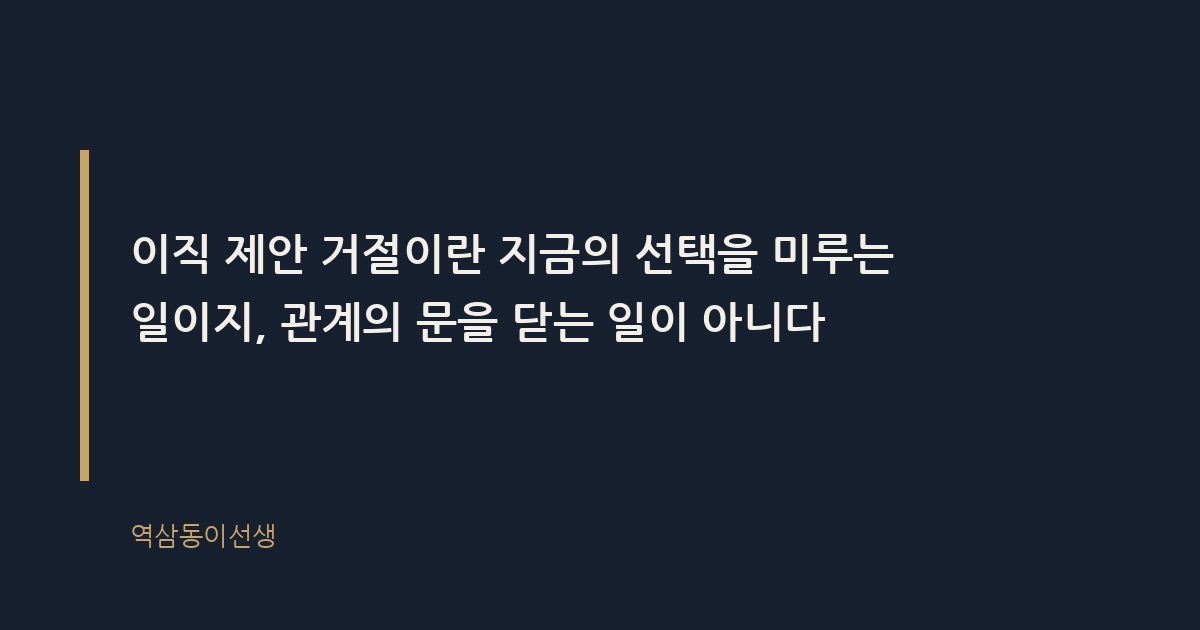 이직 제안 거절이란 지금의 선택을 미루는
일이지, 관계의 문을 닫는 일이 아니다
역삼동이선생